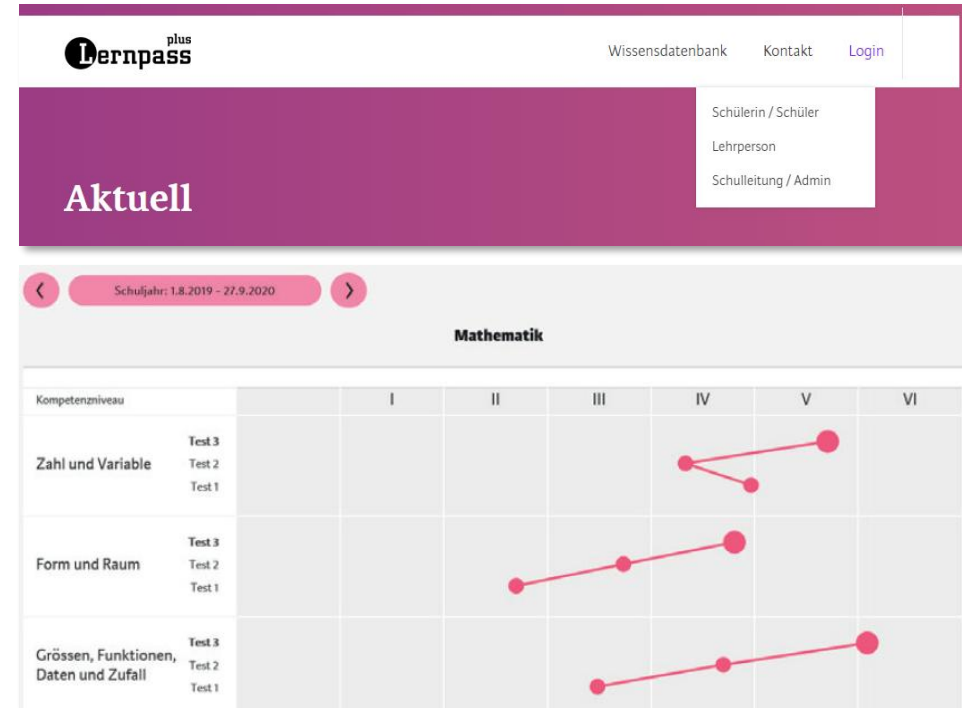 plus
Lernpass
Wissensdatenbank Kontakt Login
Schülerin / Schüler
Lehrperson
Schulleitung / Admin
Aktuell
Schuljahr: 1.8.2019 – 27.9.2020
Mathematik
Kompetenzniveau I II III IV V VI
Zahl und Variable
Test 3
Test 2
Test 1
Form und Raum
Test 3
Test 2
Test 1
Grössen, Funktionen,
Daten und Zufall
Test 3
Test 2
Test 1